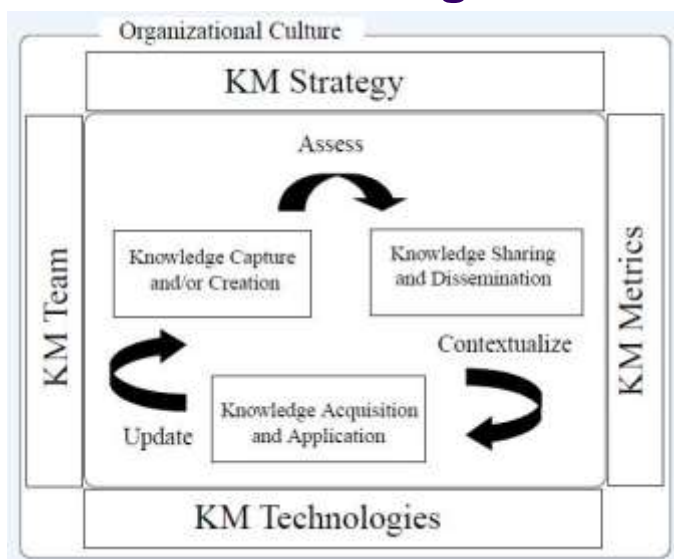 Organizational Culture
KM Strategy
Assess
Knowledge Capture
and/or Creation
Knowledge Sharing
and Dissemination
KM Team
KM Metrics
Contextualize
Knowledge Acquisition
and Application
Update
KM Technologies